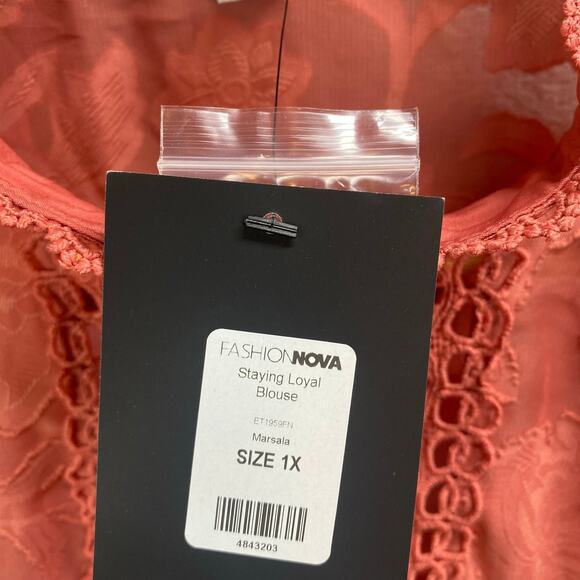 FASHIONNOVA
Staying Loyal
Blouse
ET1959FN
Marsala
SIZE 1X
4843203